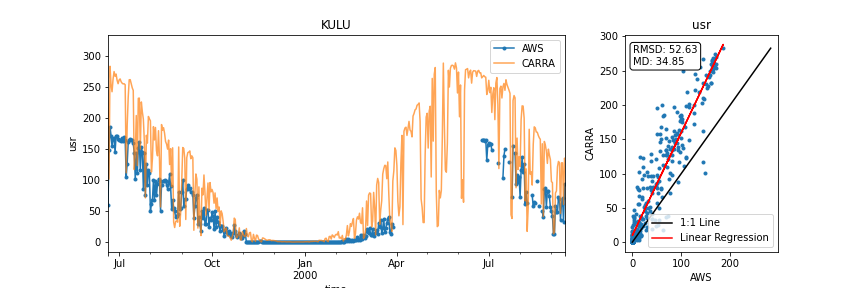 KULU
usr
300
250
200
150
100
50
0
usr
AWS
CARRA
Jul
Oct
Jan
2000
Apr
Jul
time
300
250
200
150
100
50
0
CARRA
RMSD: 52.63
MD: 34.85
1:1 Line
Linear Regression
0
100
200
AWS